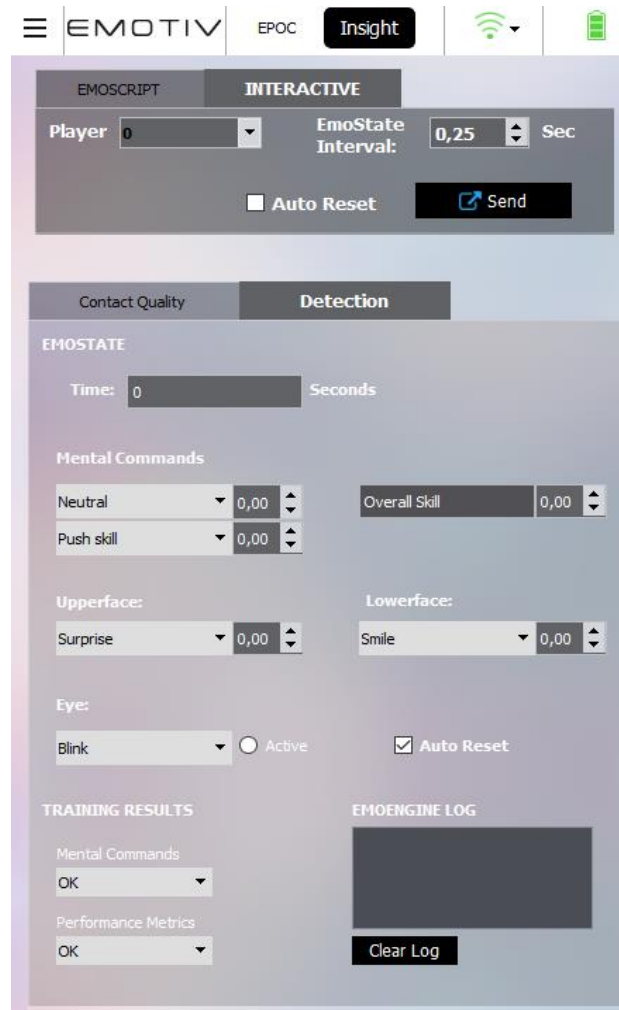 EMOTIV EPOC Insight
EMOSCRIPT INTERACTIVE
Player 0 EmoState Interval: 0,25 Sec
Auto Reset Send
Contact Quality Detection
EMOSTATE
Time: 0 Seconds
Mental Commands
Neutral 0,00 Overall Skill 0,00
Push skill 0,00
Upperface: Lowerface:
Surprise 0,00 Smile 0,00
Eye:
Blink Active Auto Reset
TRAINING RESULTS EMOENGINE LOG
Mental Commands
OK
Performance Metrics
OK Clear Log